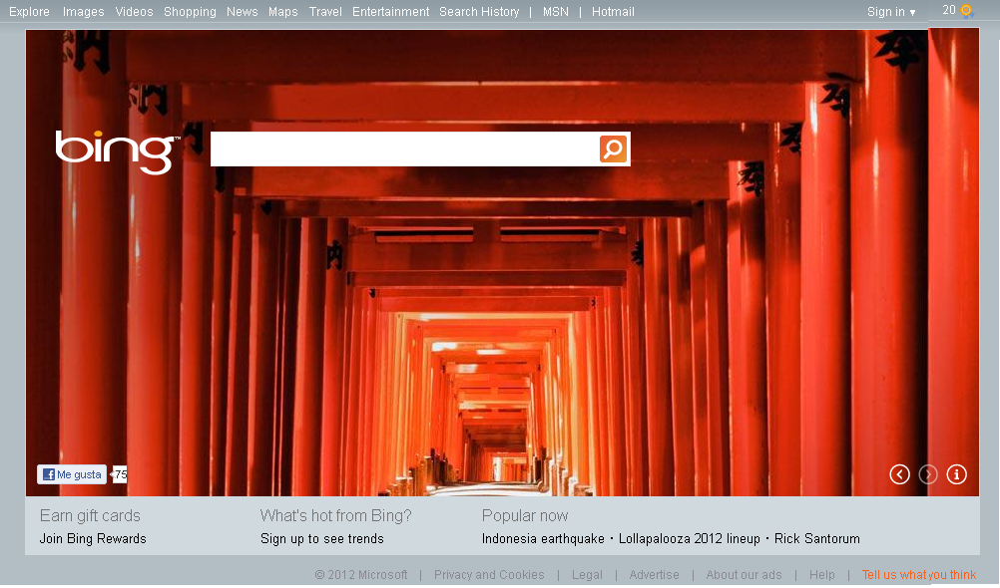 Explore Images Videos Shopping News Maps Travel Entertainment Search History | MSN | Hotmail Sign in ▼ 20
bing™
Me gusta 75
Earn gift cards What's hot from Bing? Popular now
Join Bing Rewards Sign up to see trends Indonesia earthquake · Lollapalooza 2012 lineup · Rick Santorum
© 2012 Microsoft | Privacy and Cookies | Legal | Advertise | About our ads | Help | Tell us what you think